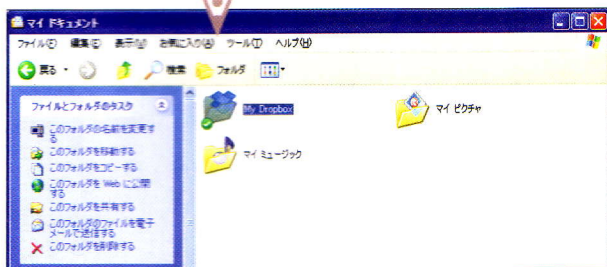 マイ ドキュメント
ファイル(F) 編集(E) 表示(V) お気に入り(A) ツール(T) ヘルプ(H)
戻る 検索 フォルダ
ファイルとフォルダのタスク
このフォルダの名前を変更す
る
このフォルダを移動する
このフォルダをコピーする
このフォルダを Web に公開
する
このフォルダを共有する
このフォルダのファイルを電子
メールで送信する
このフォルダを削除する
My Dropbox
マイ ピクチャ
マイ ミュージック